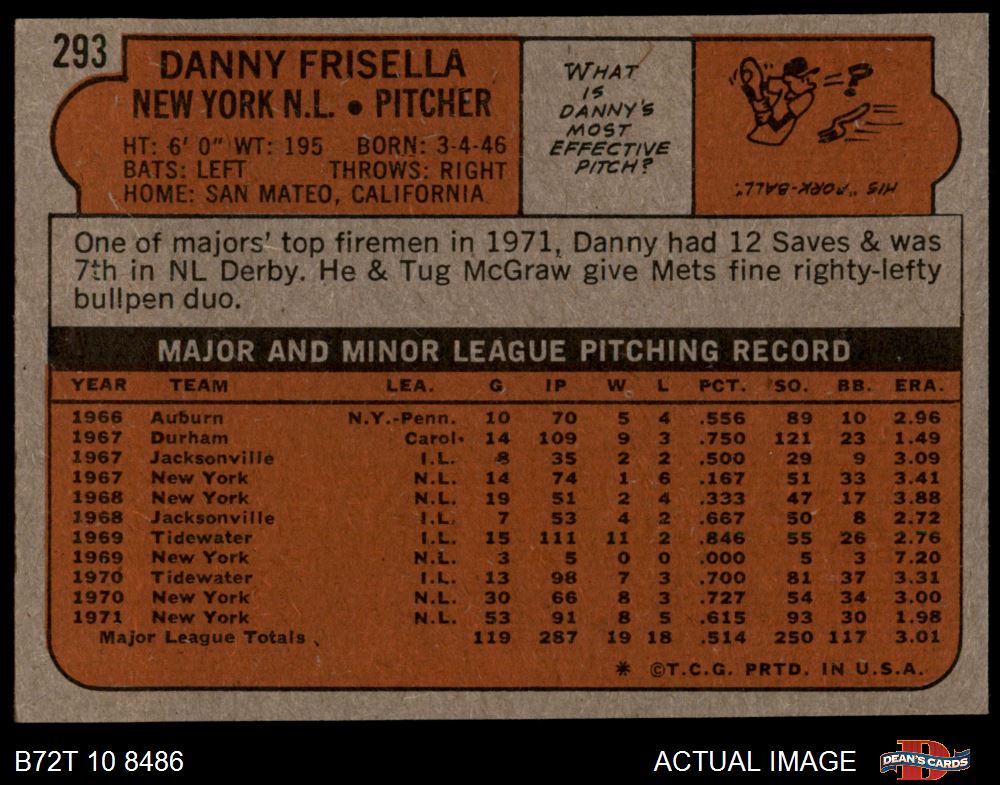 293
DANNY FRISELLA
NEW YORK N.L. • PITCHER
HT: 6' 0" WT: 195 BORN: 3-4-46
BATS: LEFT THROWS: RIGHT
HOME: SAN MATEO, CALIFORNIA
WHAT
IS
DANNY'S
MOST
EFFECTIVE
PITCH?
= ?
HIS "FORK-BALL".
One of majors' top firemen in 1971, Danny had 12 Saves & was
7th in NL Derby. He & Tug McGraw give Mets fine righty-lefty
bullpen duo.
MAJOR AND MINOR LEAGUE PITCHING RECORD
YEAR TEAM LEA. G IP W L PCT. SO. BB. ERA.
1966 Auburn N.Y.-Penn. 10 70 5 4 .556 89 10 2.96
1967 Durham Carol. 14 109 9 3 .750 121 23 1.49
1967 Jacksonville I.L. 8 35 2 2 .500 29 9 3.09
1967 New York N.L. 14 74 1 6 .167 51 33 3.41
1968 New York N.L. 19 51 2 4 .333 47 17 3.88
1968 Jacksonville I.L. 7 53 4 2 .667 50 8 2.72
1969 Tidewater I.L. 15 111 11 2 .846 55 26 2.76
1969 New York N.L. 3 5 0 0 .000 5 3 7.20
1970 Tidewater I.L. 13 98 7 3 .700 81 37 3.31
1970 New York N.L. 30 66 8 3 .727 54 34 3.00
1971 New York N.L. 53 91 8 5 .615 93 30 1.98
Major League Totals 119 287 19 18 .514 250 117 3.01
* ©T.C.G. PRTD. IN U.S.A.
B72T 10 8486 ACTUAL IMAGE DEAN'S CARDS